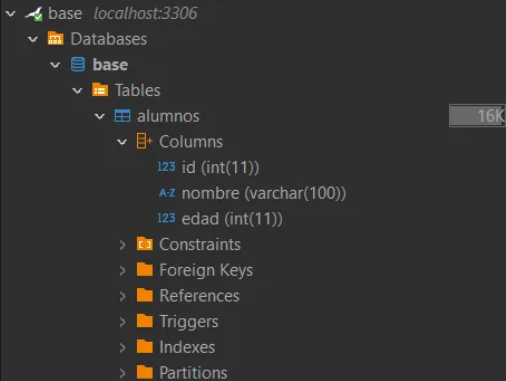 base localhost:3306
Databases
base
Tables
alumnos 16K
Columns
123 id (int(11))
A-Z nombre (varchar(100))
123 edad (int(11))
Constraints
Foreign Keys
References
Triggers
Indexes
Partitions